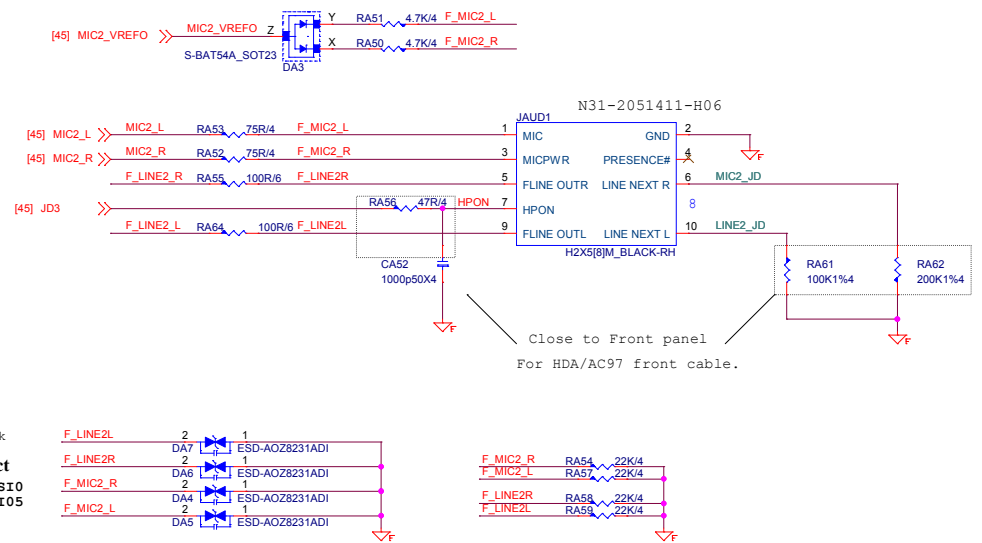 Y RA51 4.7K/4 F_MIC2_L
[45] MIC2_VREFO MIC2_VREFO Z
X RA50 4.7K/4 F_MIC2_R
S-BAT54A_SOT23
DA3
N31-2051411-H06
JAUD1
[45] MIC2_L MIC2_L RA53 75R/4 F_MIC2_L 1 MIC GND 2
F
[45] MIC2_R MIC2_R RA52 75R/4 F_MIC2_R 3 MICPWR PRESENCE# 4
F_LINE2_R RA55 100R/6 F_LINE2R 5 FLINE OUTR LINE NEXT R 6 MIC2_JD
[45] JD3 RA56 47R/4 HPON 7 HPON 8
F_LINE2_L RA64 100R/6 F_LINE2L 9 FLINE OUTL LINE NEXT L 10 LINE2_JD
H2X5[8]M_BLACK-RH
CA52
1000p50X4
RA61
100K1%4
RA62
200K1%4
F
F
Close to Front panel
For HDA/AC97 front cable.
k
ct
SI0
I05
F_LINE2L 2 1
DA7 ESD-AOZ8231ADI
F_LINE2R 2 1
DA6 ESD-AOZ8231ADI
F_MIC2_R 2 1
DA4 ESD-AOZ8231ADI
F_MIC2_L 2 1
DA5 ESD-AOZ8231ADI
F
F_MIC2_R RA54 22K/4
F_MIC2_L RA57 22K/4
F_LINE2R RA58 22K/4
F_LINE2L RA59 22K/4
F